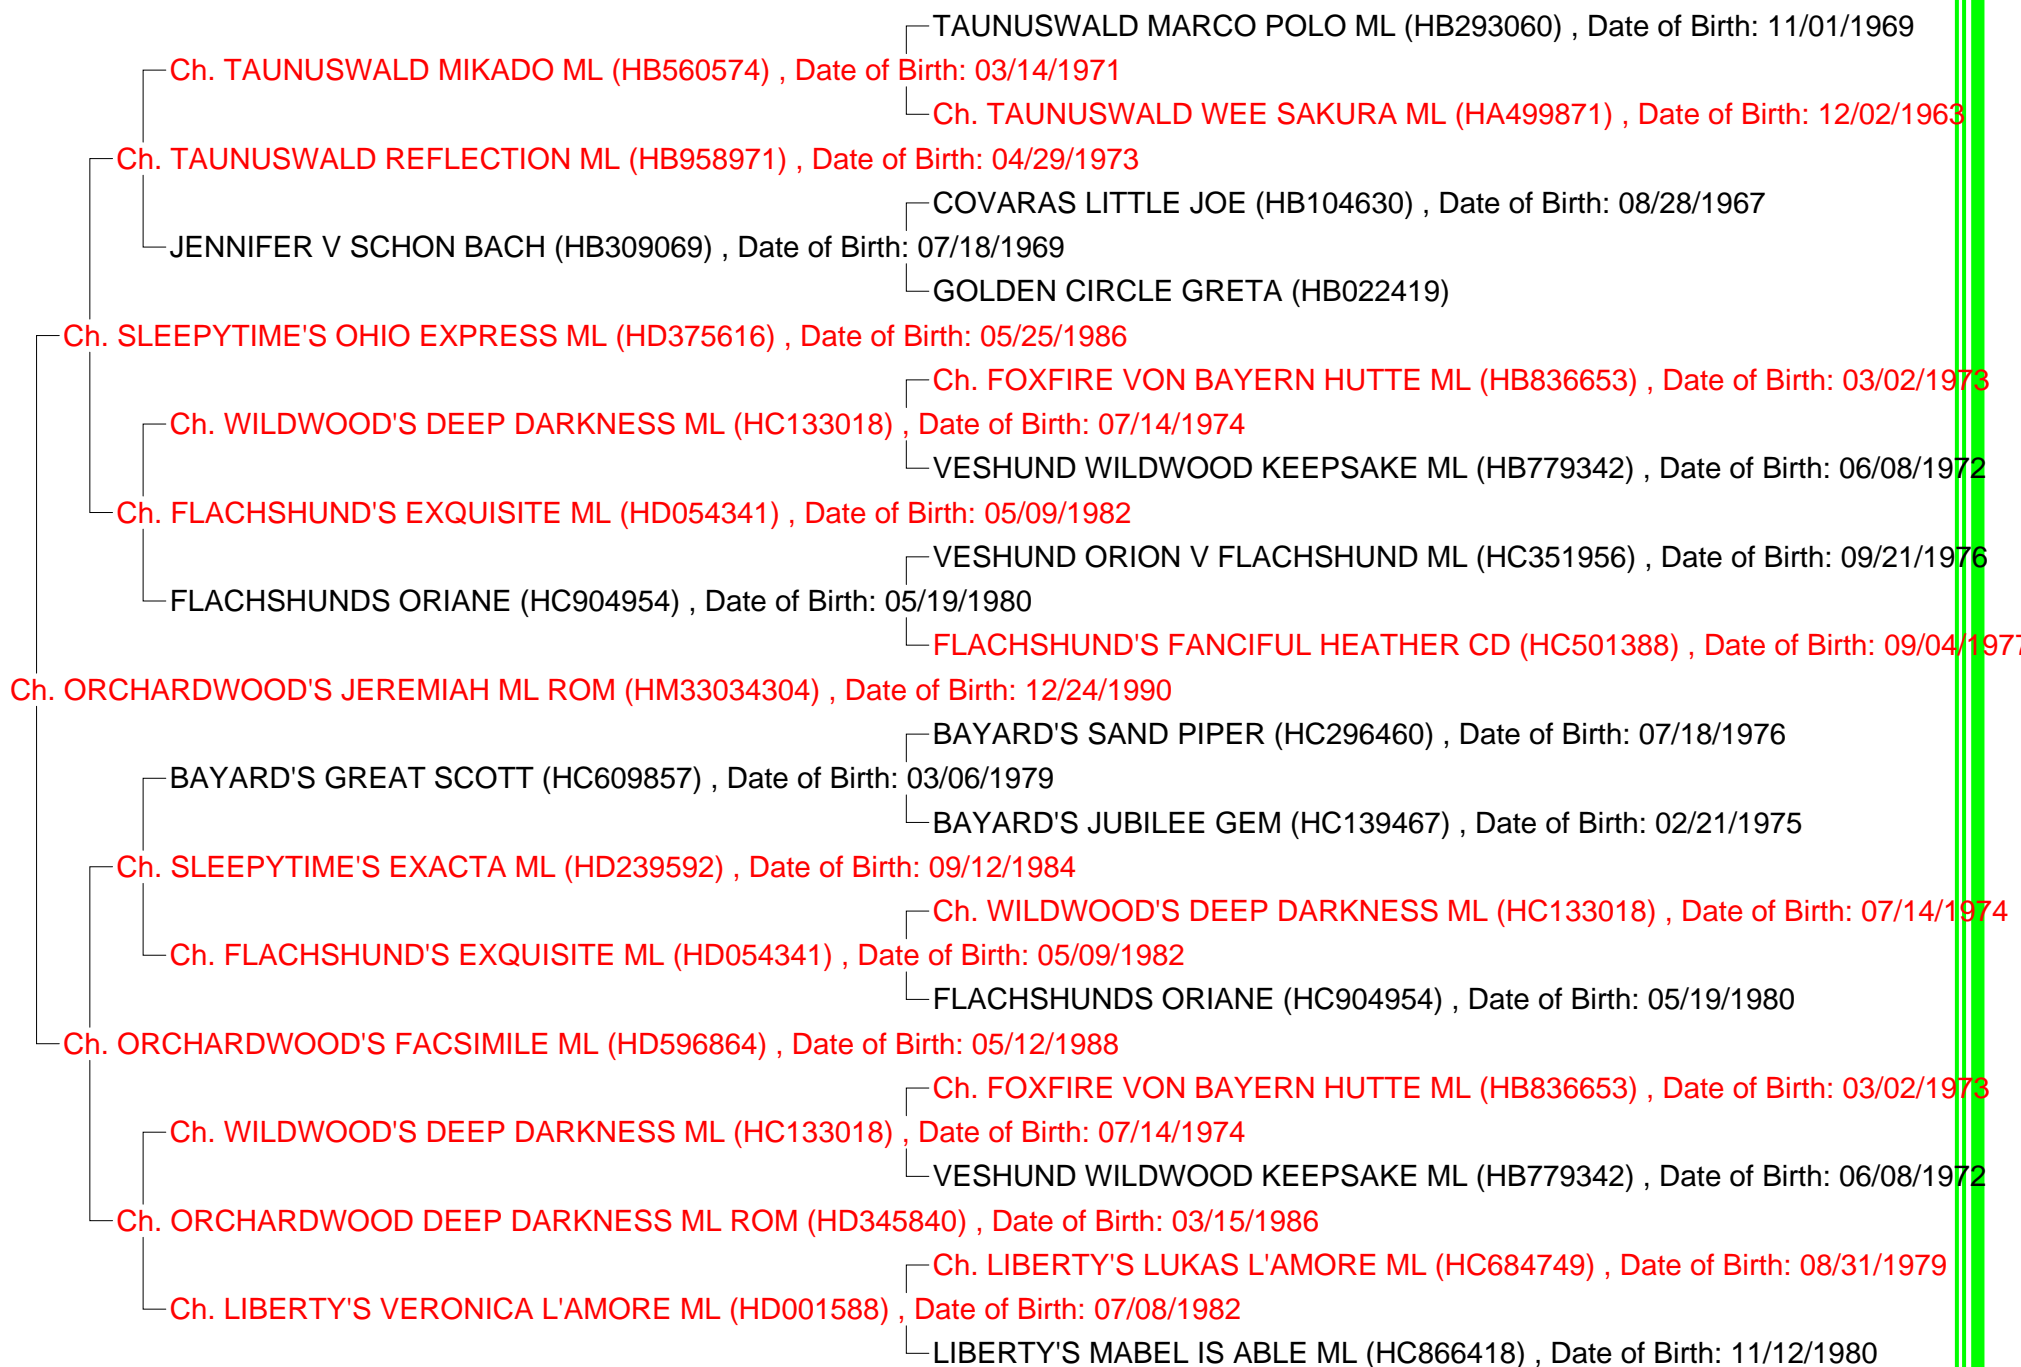 TAUNUSWALD MARCO POLO ML (HB293060) , Date of Birth: 11/01/1969
Ch. TAUNUSWALD MIKADO ML (HB560574) , Date of Birth: 03/14/1971
Ch. TAUNUSWALD WEE SAKURA ML (HA499871) , Date of Birth: 12/02/1963
Ch. TAUNUSWALD REFLECTION ML (HB958971) , Date of Birth: 04/29/1973
COVARAS LITTLE JOE (HB104630) , Date of Birth: 08/28/1967
JENNIFER V SCHON BACH (HB309069) , Date of Birth: 07/18/1969
GOLDEN CIRCLE GRETA (HB022419)
Ch. SLEEPYTIME'S OHIO EXPRESS ML (HD375616) , Date of Birth: 05/25/1986
Ch. FOXFIRE VON BAYERN HUTTE ML (HB836653) , Date of Birth: 03/02/1973
Ch. WILDWOOD'S DEEP DARKNESS ML (HC133018) , Date of Birth: 07/14/1974
VESHUND WILDWOOD KEEPSAKE ML (HB779342) , Date of Birth: 06/08/1972
Ch. FLACHSHUND'S EXQUISITE ML (HD054341) , Date of Birth: 05/09/1982
VESHUND ORION V FLACHSHUND ML (HC351956) , Date of Birth: 09/21/1976
FLACHSHUNDS ORIANE (HC904954) , Date of Birth: 05/19/1980
FLACHSHUND'S FANCIFUL HEATHER CD (HC501388) , Date of Birth: 09/04/1977
Ch. ORCHARDWOOD'S JEREMIAH ML ROM (HM33034304) , Date of Birth: 12/24/1990
BAYARD'S SAND PIPER (HC296460) , Date of Birth: 07/18/1976
BAYARD'S GREAT SCOTT (HC609857) , Date of Birth: 03/06/1979
BAYARD'S JUBILEE GEM (HC139467) , Date of Birth: 02/21/1975
Ch. SLEEPYTIME'S EXACTA ML (HD239592) , Date of Birth: 09/12/1984
Ch. WILDWOOD'S DEEP DARKNESS ML (HC133018) , Date of Birth: 07/14/1974
Ch. FLACHSHUND'S EXQUISITE ML (HD054341) , Date of Birth: 05/09/1982
FLACHSHUNDS ORIANE (HC904954) , Date of Birth: 05/19/1980
Ch. ORCHARDWOOD'S FACSIMILE ML (HD596864) , Date of Birth: 05/12/1988
Ch. FOXFIRE VON BAYERN HUTTE ML (HB836653) , Date of Birth: 03/02/1973
Ch. WILDWOOD'S DEEP DARKNESS ML (HC133018) , Date of Birth: 07/14/1974
VESHUND WILDWOOD KEEPSAKE ML (HB779342) , Date of Birth: 06/08/1972
Ch. ORCHARDWOOD DEEP DARKNESS ML ROM (HD345840) , Date of Birth: 03/15/1986
Ch. LIBERTY'S LUKAS L'AMORE ML (HC684749) , Date of Birth: 08/31/1979
Ch. LIBERTY'S VERONICA L'AMORE ML (HD001588) , Date of Birth: 07/08/1982
LIBERTY'S MABEL IS ABLE ML (HC866418) , Date of Birth: 11/12/1980